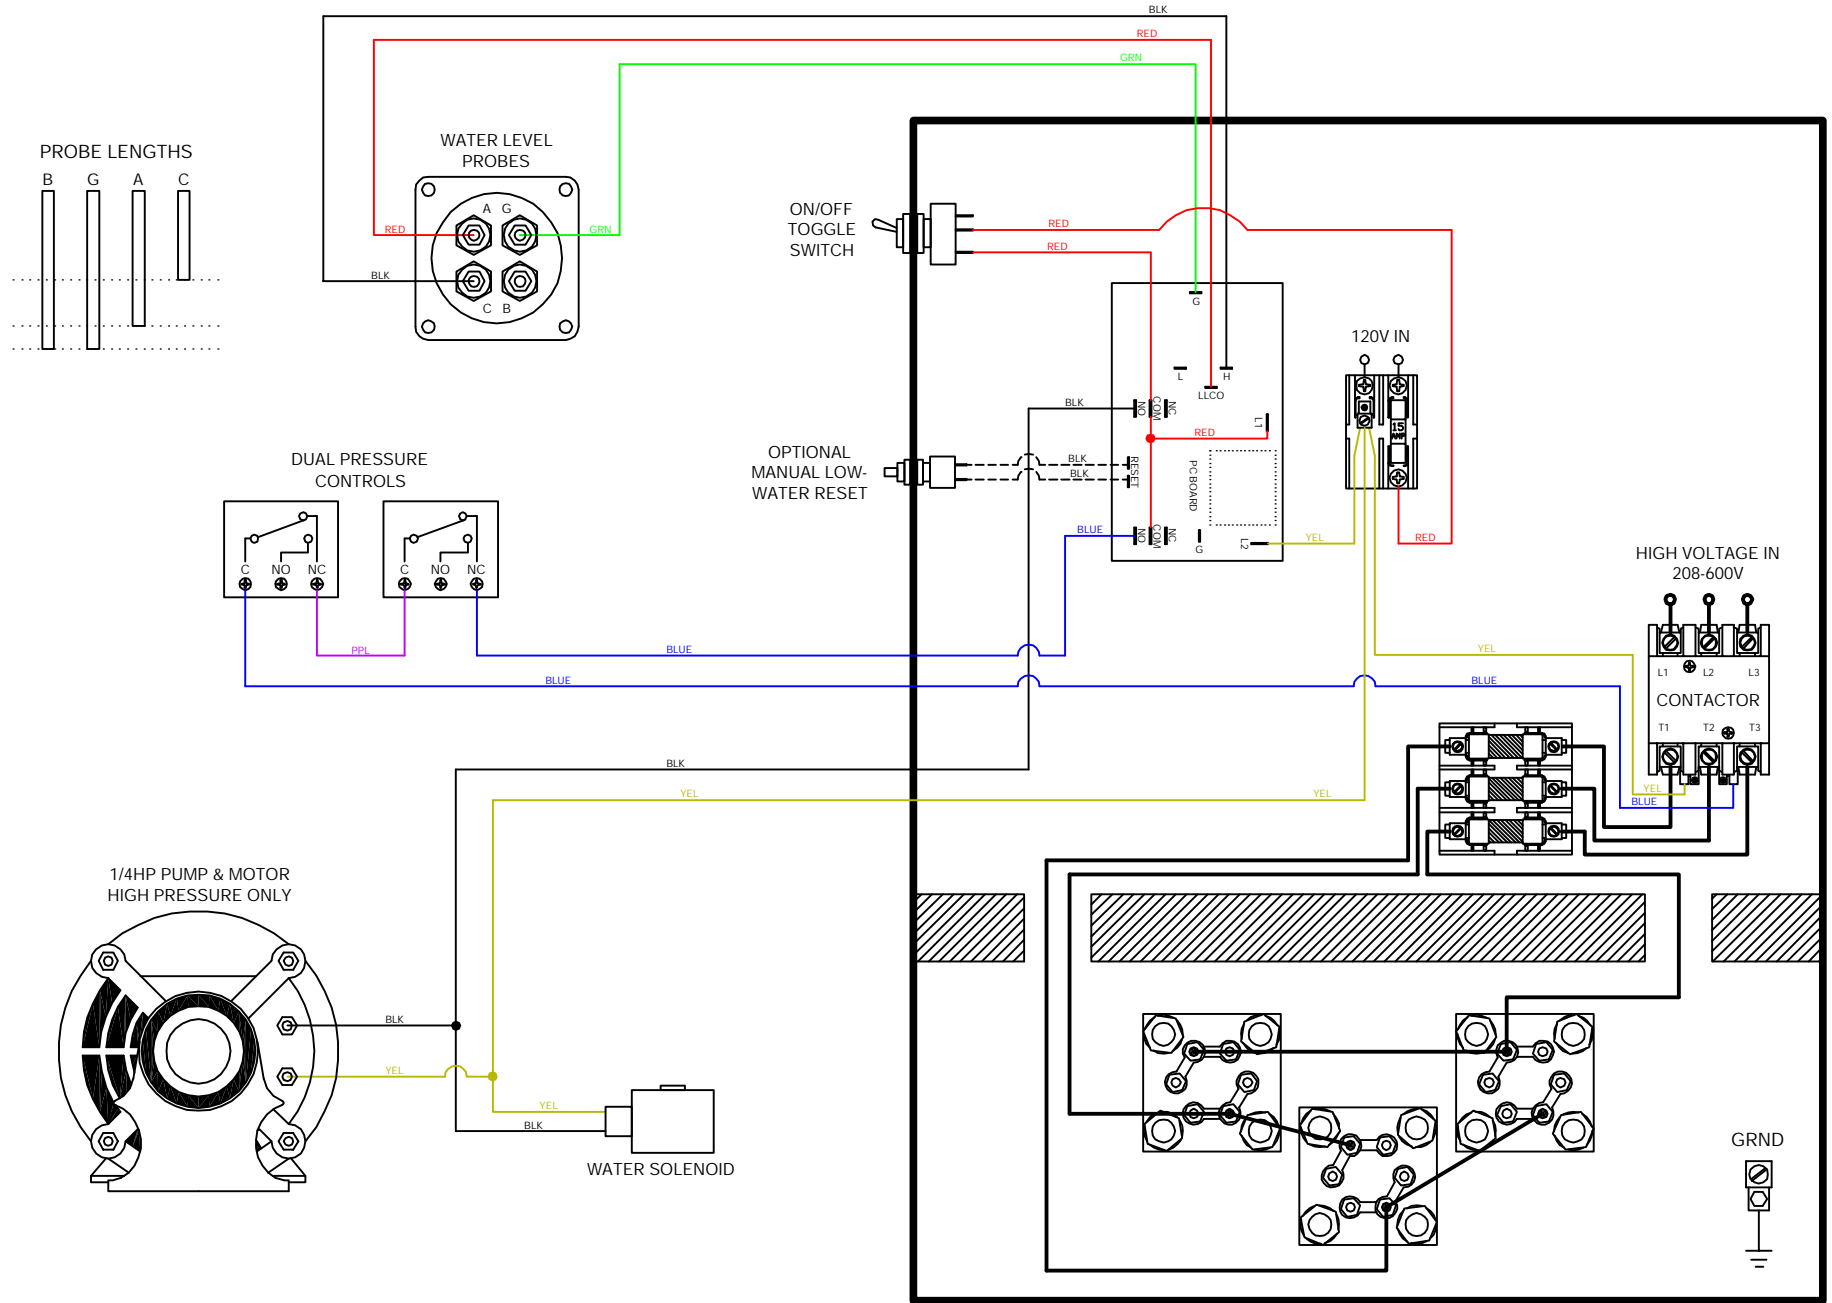 BLK
RED
GRN
PROBE LENGTHS
B G A C
WATER LEVEL
PROBES
A G
C B
RED
GRN
BLK
ON/OFF
TOGGLE
SWITCH
RED
RED
G
L
H
LLCO
NO
COM
NC
L1
BLK
RED
RESET
PC BOARD
NO
COM
NC
G
L2
OPTIONAL
MANUAL LOW-
WATER RESET
BLK
BLK
BLUE
120V IN
15
AMP
YEL
RED
DUAL PRESSURE
CONTROLS
C NO NC
C NO NC
PPL
BLUE
BLUE
YEL
BLUE
HIGH VOLTAGE IN
208-600V
L1 L2 L3
CONTACTOR
T1 T2 T3
YEL
BLUE
BLK
YEL
YEL
1/4HP PUMP & MOTOR
HIGH PRESSURE ONLY
BLK
YEL
YEL
BLK
WATER SOLENOID
GRND